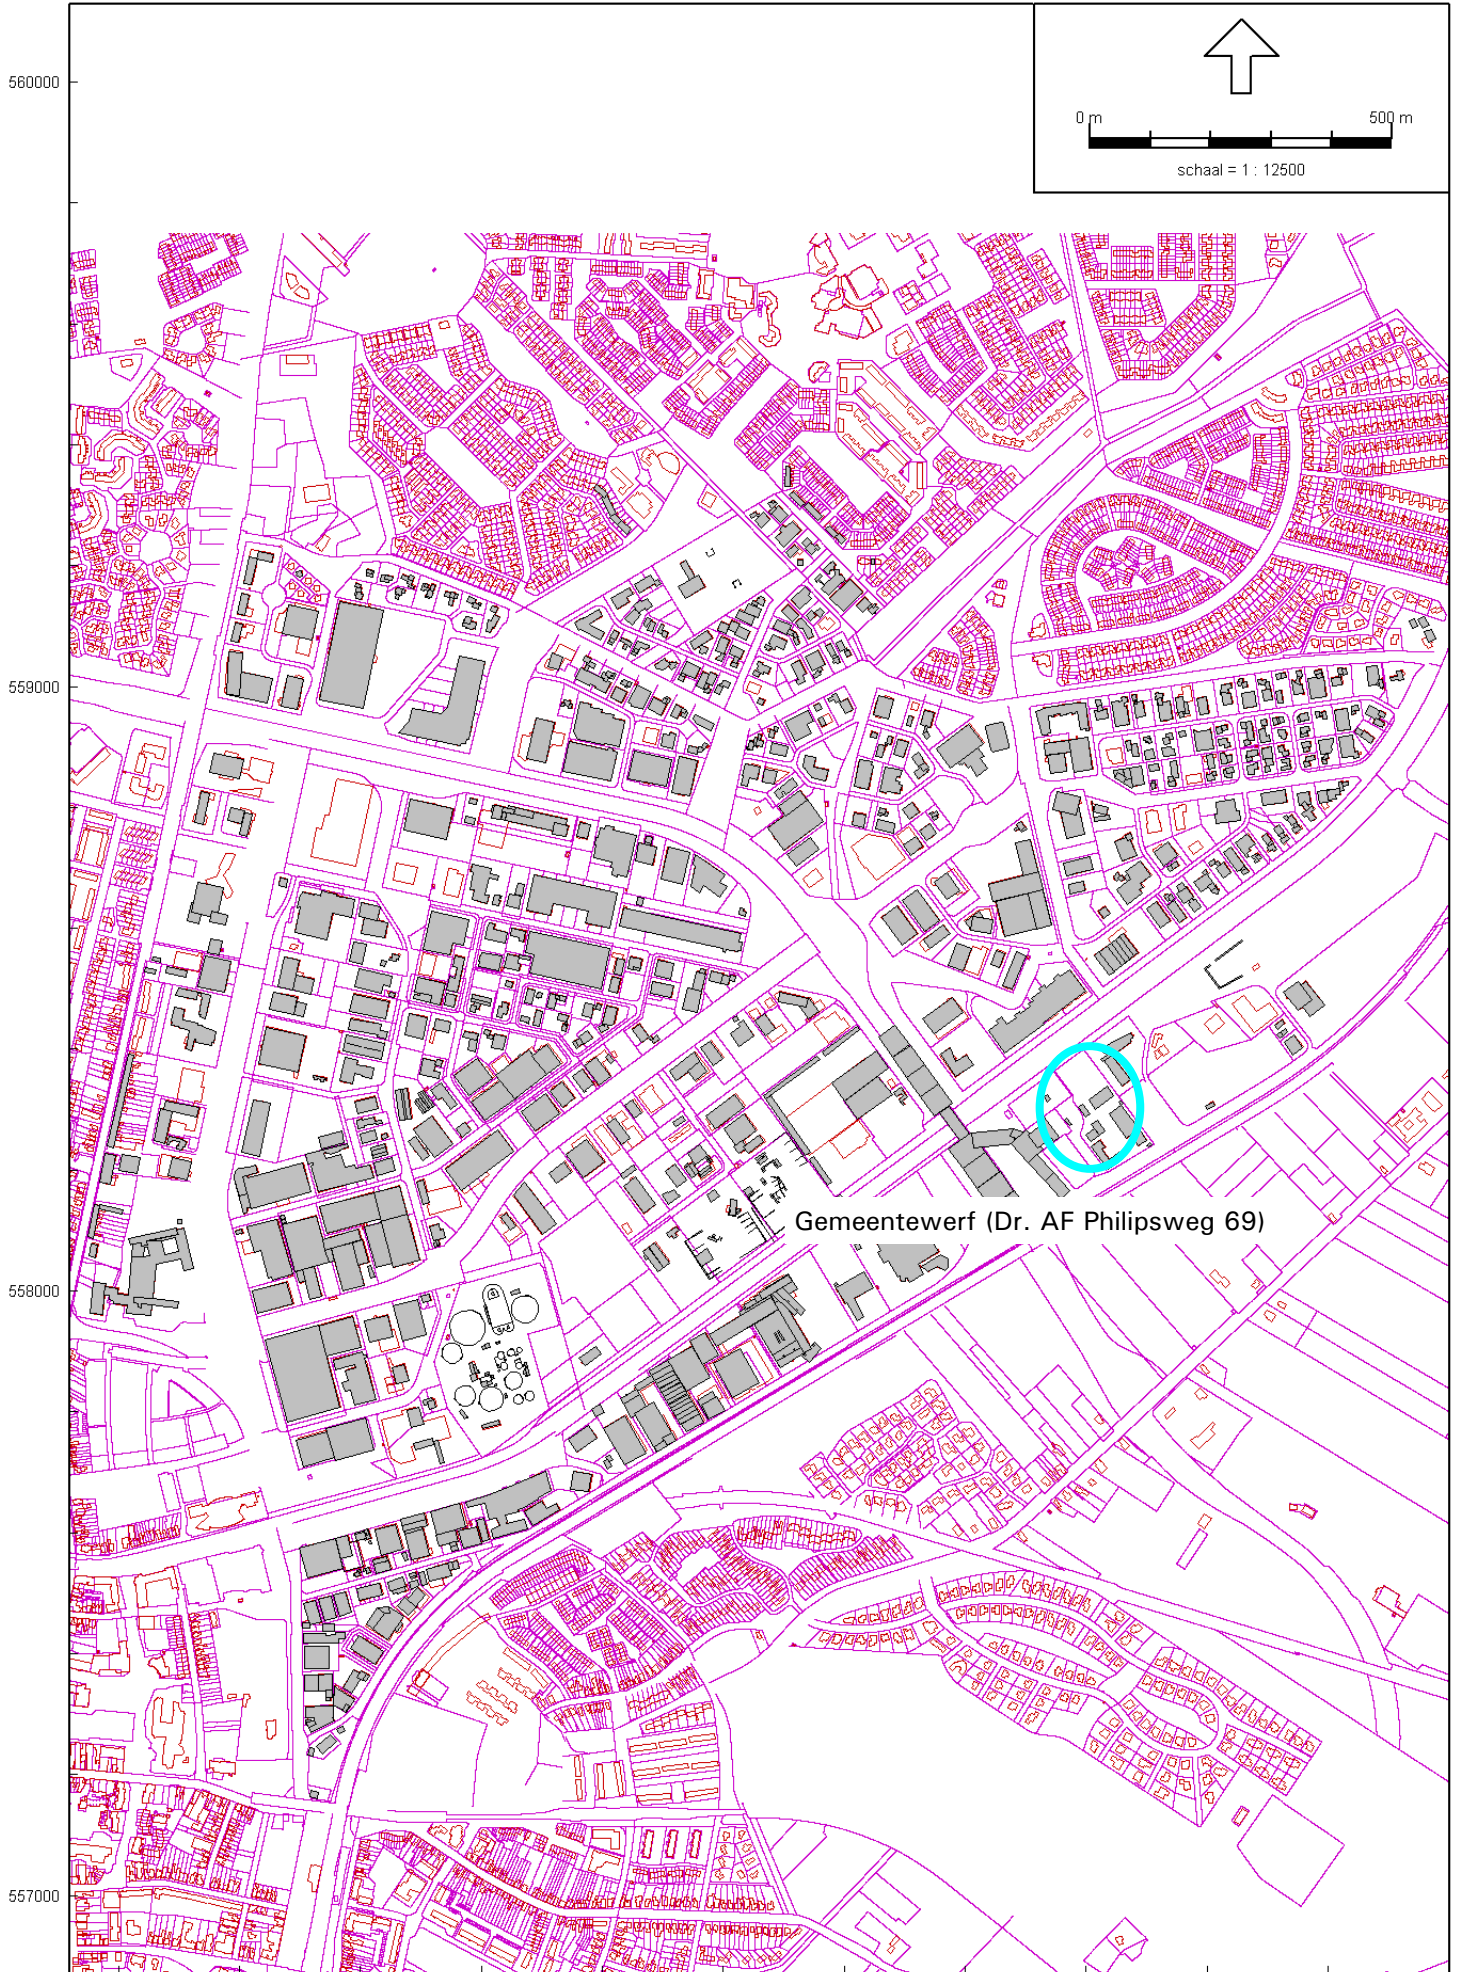 560000
0 m 500 m
schaal = 1 : 12500
559000
Gemeentewerf (Dr. AF Philipsweg 69)
558000
557000